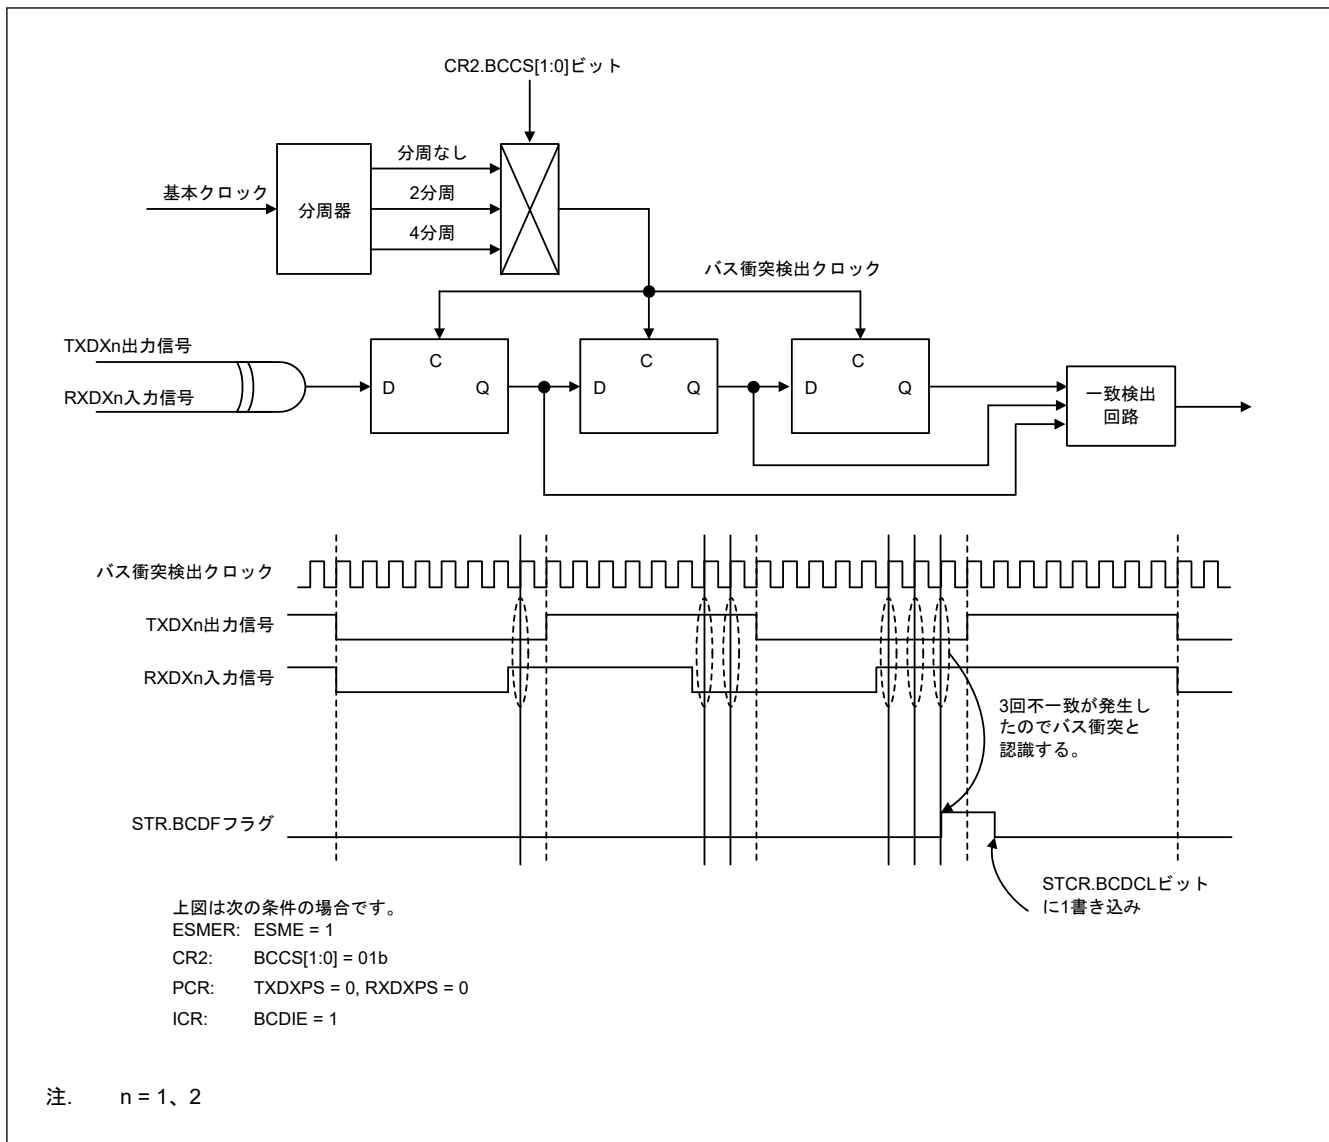 CR2.BCCS[1:0]ビット
分周なし
基本クロック
分周器
2分周
4分周
バス衝突検出クロック
TXDXn出力信号
RXDXn入力信号
C
D
Q
C
D
Q
C
D
Q
一致検出
回路
バス衝突検出クロック
TXDXn出力信号
RXDXn入力信号
3回不一致が発生し
たのでバス衝突と
認識する。
STR.BCDFフラグ
STCR.BCDCLビット
に1書き込み
上図は次の条件の場合です。
ESMER: ESME = 1
CR2: BCCS[1:0] = 01b
PCR: TXDXPS = 0, RXDXPS = 0
ICR: BCDIE = 1
注. n = 1、2